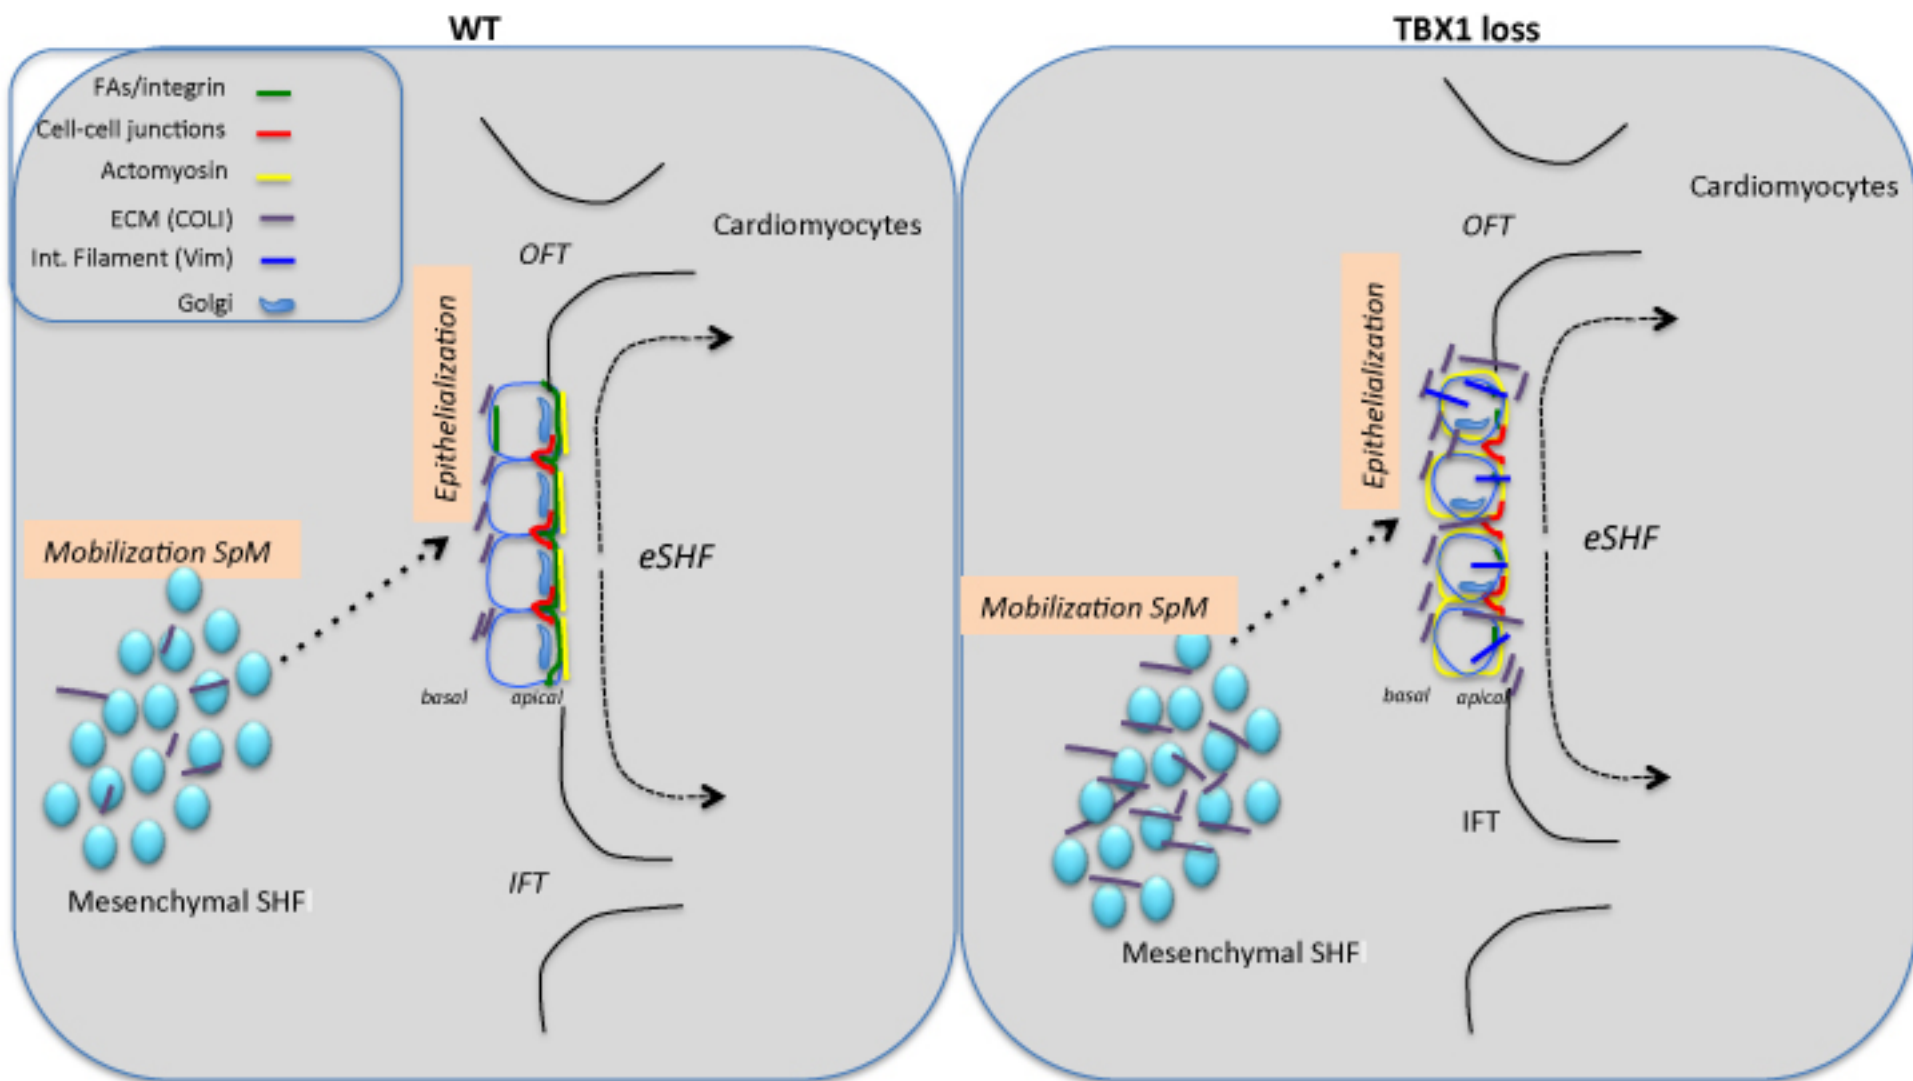 WT
FAs/integrin
Cell-cell junctions
Actomyosin
ECM (COLI)
Int. Filament (Vim)
Golgi
Cardiomyocytes
OFT
Epithelialization
Mobilization SpM
eSHF
basal
apical
IFT
Mesenchymal SHF
TBX1 loss
Cardiomyocytes
OFT
Epithelialization
eSHF
Mobilization SpM
basal
apical
IFT
Mesenchymal SHF